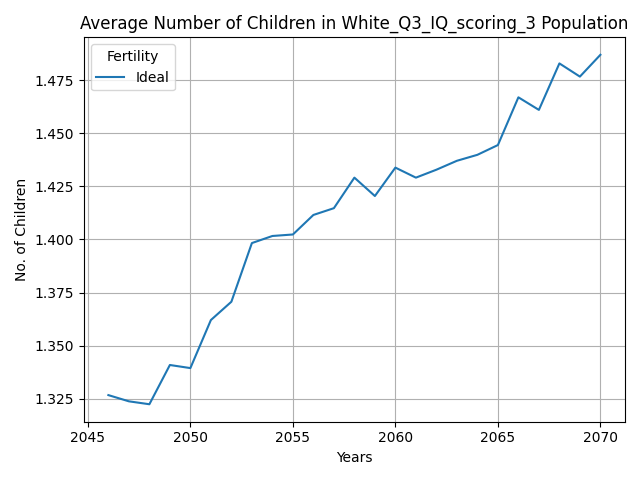 Average Number of Children in White_Q3_IQ_scoring_3 Population
Fertility
Ideal
No. of Children
1.475
1.450
1.425
1.400
1.375
1.350
1.325
2045
2050
2055
2060
2065
2070
Years